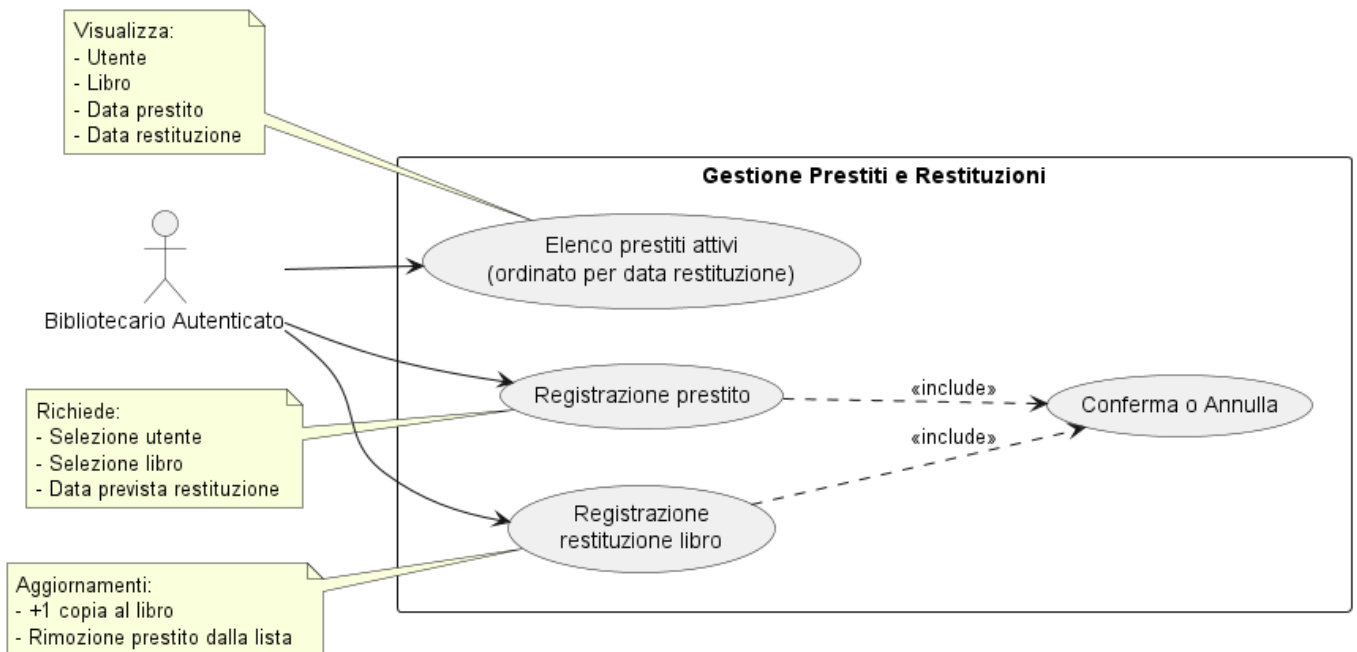 Visualizza:
- Utente
- Libro
- Data prestito
- Data restituzione
Gestione Prestiti e Restituzioni
Elenco prestiti attivi
(ordinato per data restituzione)
Bibliotecario Autenticato
Registrazione prestito
«include»
Conferma o Annulla
Richiede:
- Selezione utente
- Selezione libro
- Data prevista restituzione
«include»
Registrazione
restituzione libro
Aggiornamenti:
- +1 copia al libro
- Rimozione prestito dalla lista